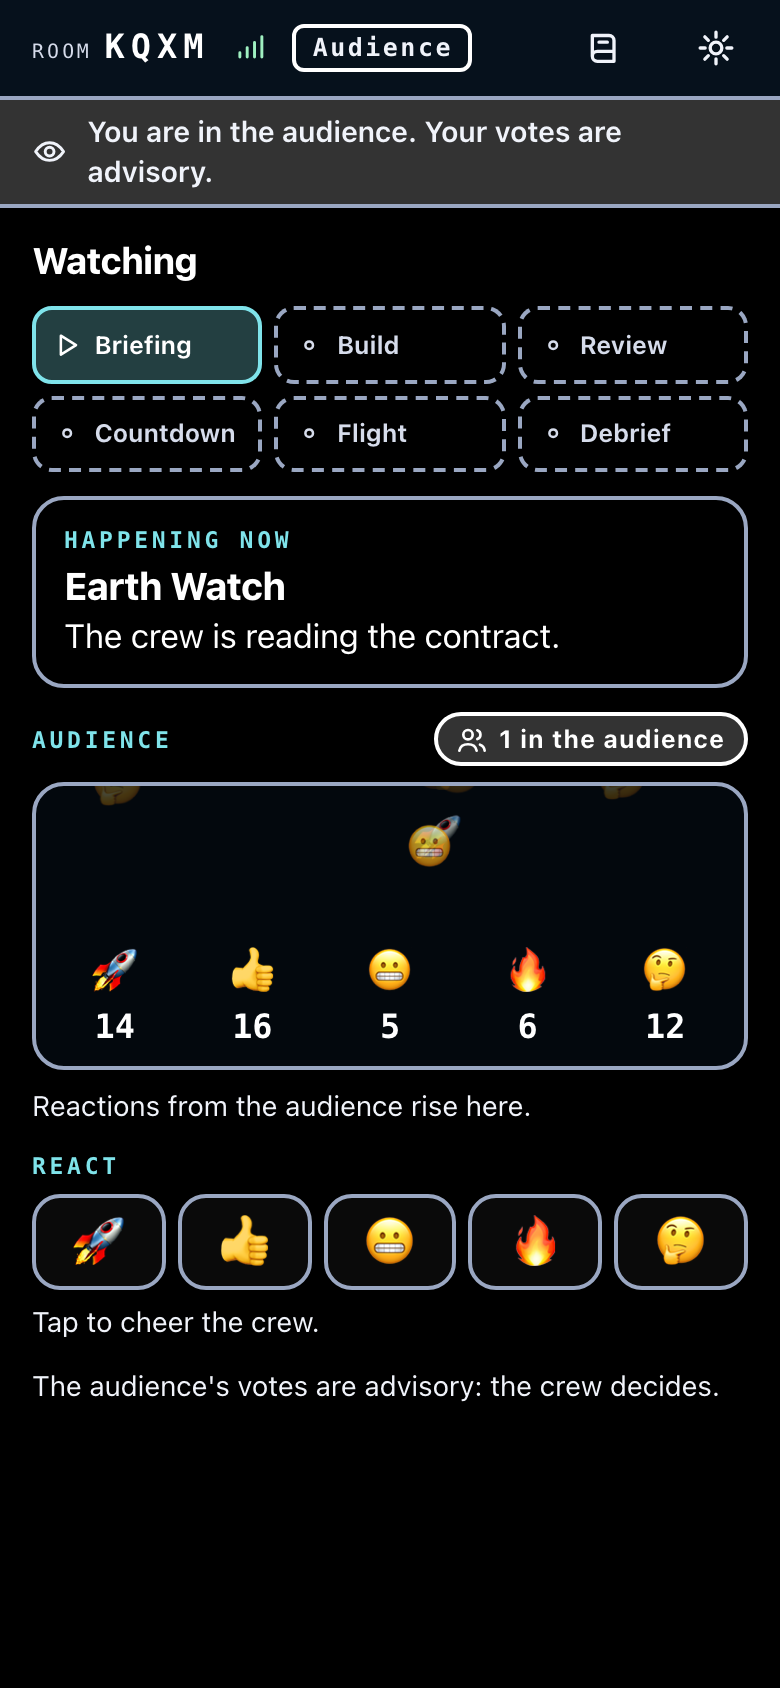 ROOM KQXM Audience
You are in the audience. Your votes are
advisory.
Watching
Briefing Build Review
Countdown Flight Debrief
HAPPENING NOW
Earth Watch
The crew is reading the contract.
AUDIENCE 1 in the audience
14 16 5 6 12
Reactions from the audience rise here.
REACT
Tap to cheer the crew.
The audience's votes are advisory: the crew decides.